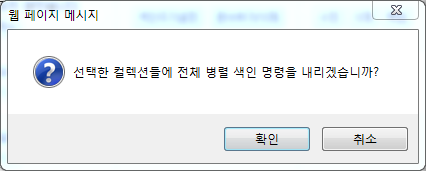 웹 페이지 메시지
선택한 컬렉션들에 전체 병렬 색인 명령을 내리겠습니까?
확인
취소